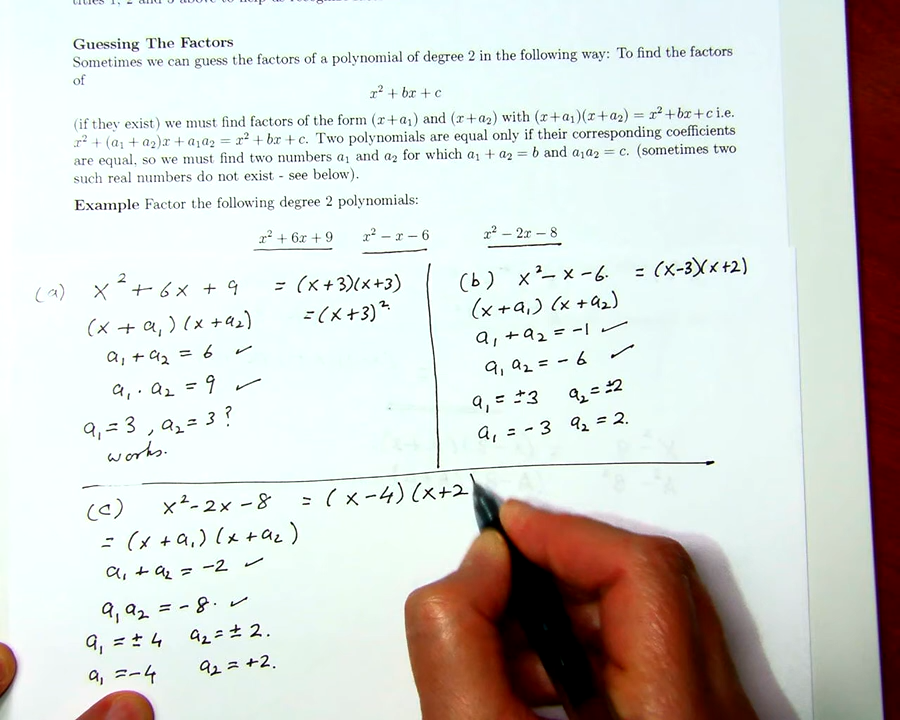 Guessing The Factors
Sometimes we can guess the factors of a polynomial of degree 2 in the following way: To find the factors
of
x² + bx + c
(if they exist) we must find factors of the form (x+a₁) and (x+a₂) with (x+a₁)(x+a₂) = x²+bx+c i.e.
x² + (a₁ + a₂)x + a₁a₂ = x² + bx + c. Two polynomials are equal only if their corresponding coefficients
are equal, so we must find two numbers a₁ and a₂ for which a₁ + a₂ = b and a₁a₂ = c. (sometimes two
such real numbers do not exist - see below).
Example Factor the following degree 2 polynomials:
x² + 6x + 9 x² − x − 6 x² − 2x − 8
(a) x² + 6x + 9 = (x+3)(x+3)
(x + a₁)(x+a₂) = (x+3)²
a₁ + a₂ = 6 ✓
a₁ . a₂ = 9 ✓
a₁ = 3 , a₂ = 3 ?
works.
(b) x² − x − 6. = (x−3)(x+2)
(x+a₁) (x+a₂)
a₁ + a₂ = −1 ✓
a₁ a₂ = − 6 ✓
a₁ = ±3 a₂ = ±2
a₁ = − 3 a₂ = 2.
(c) x² − 2x − 8 = (x−4)(x+2
= (x + a₁)(x + a₂)
a₁ + a₂ = −2 ✓
a₁ a₂ = − 8. ✓
a₁ = ± 4 a₂ = ± 2.
a₁ = −4 a₂ = +2.